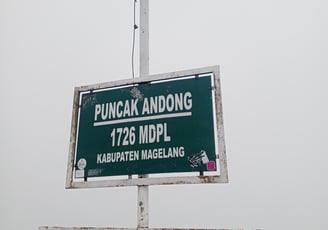 PUNCAK ANDONG
1726 MDPL
KABUPATEN MAGELANG